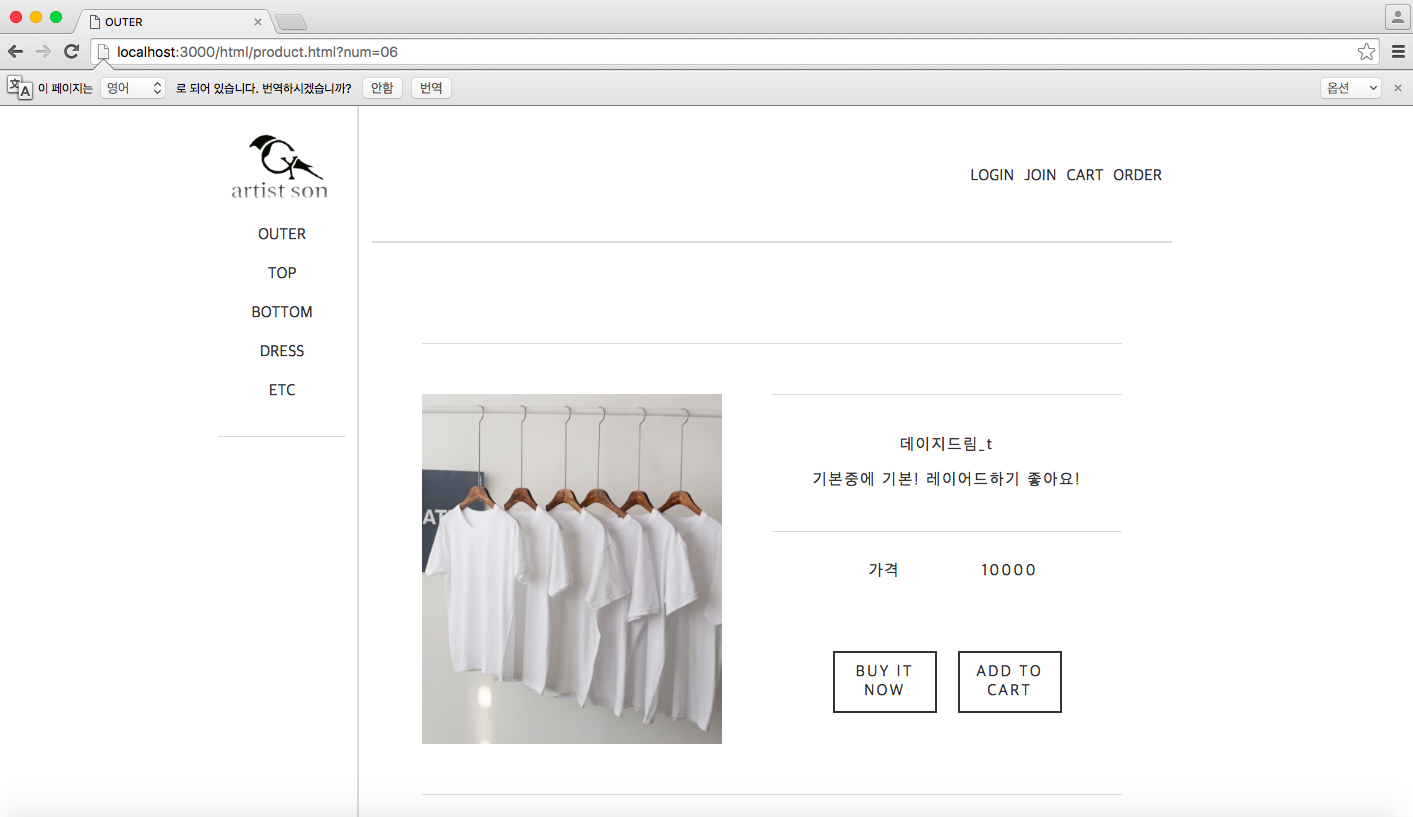 OUTER
localhost:3000/html/product.html?num=06
이 페이지는 영어 로 되어 있습니다. 번역하시겠습니까? 안함 번역 옵션
artist son
LOGIN JOIN CART ORDER
OUTER
TOP
BOTTOM
DRESS
ETC
데이지드림_t
기본중에 기본! 레이어드하기 좋아요!
가격 10000
BUY IT
NOW
ADD TO
CART